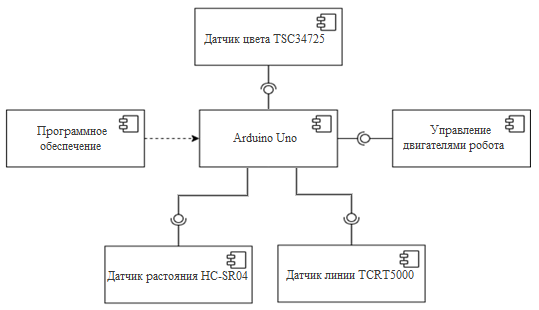 Датчик цвета TSC34725
Программное
обеспечение
Arduino Uno
Управление
двигателями робота
Датчик растояния HC-SR04
Датчик линии TCRT5000